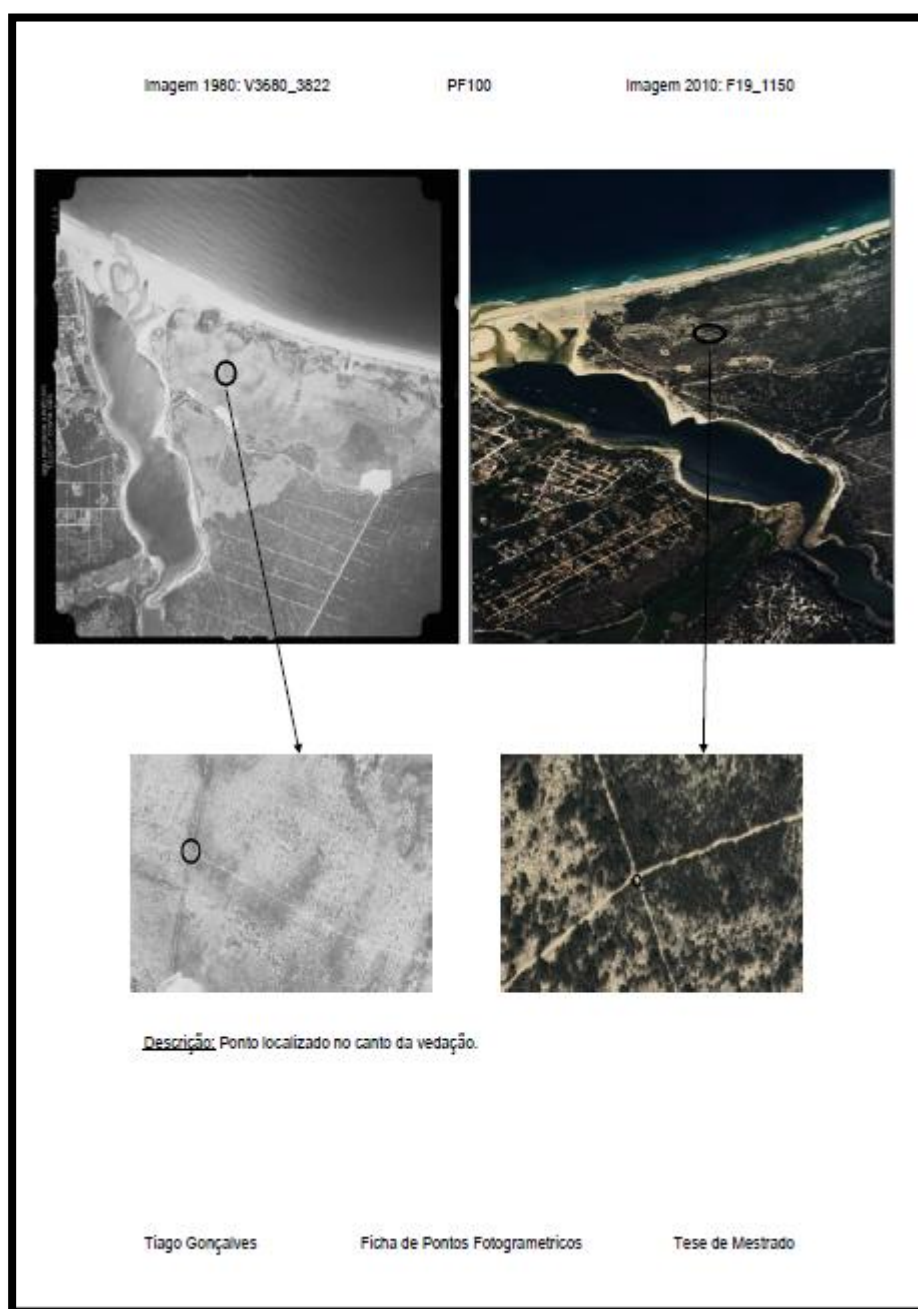 Imagem 1980: V3680_3822 PF100 Imagem 2010: F19_1150
Descrição: Ponto localizado no canto da vedação.
Tiago Gonçalves Ficha de Pontos Fotogrametricos Tese de Mestrado